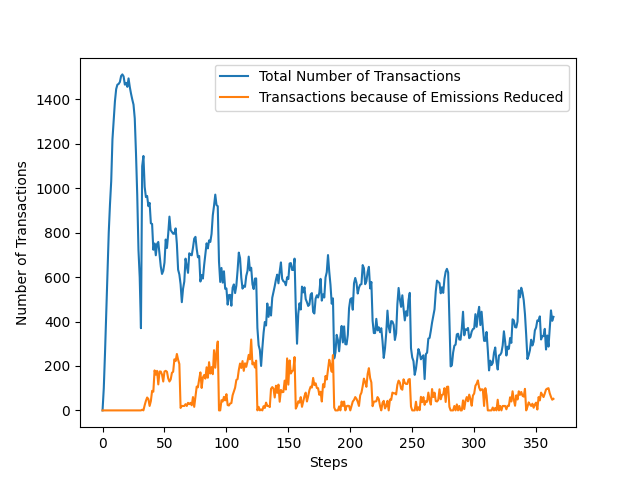 Total Number of Transactions
Transactions because of Emissions Reduced
Number of Transactions
1400
1200
1000
800
600
400
200
0
0 50 100 150 200 250 300 350
Steps